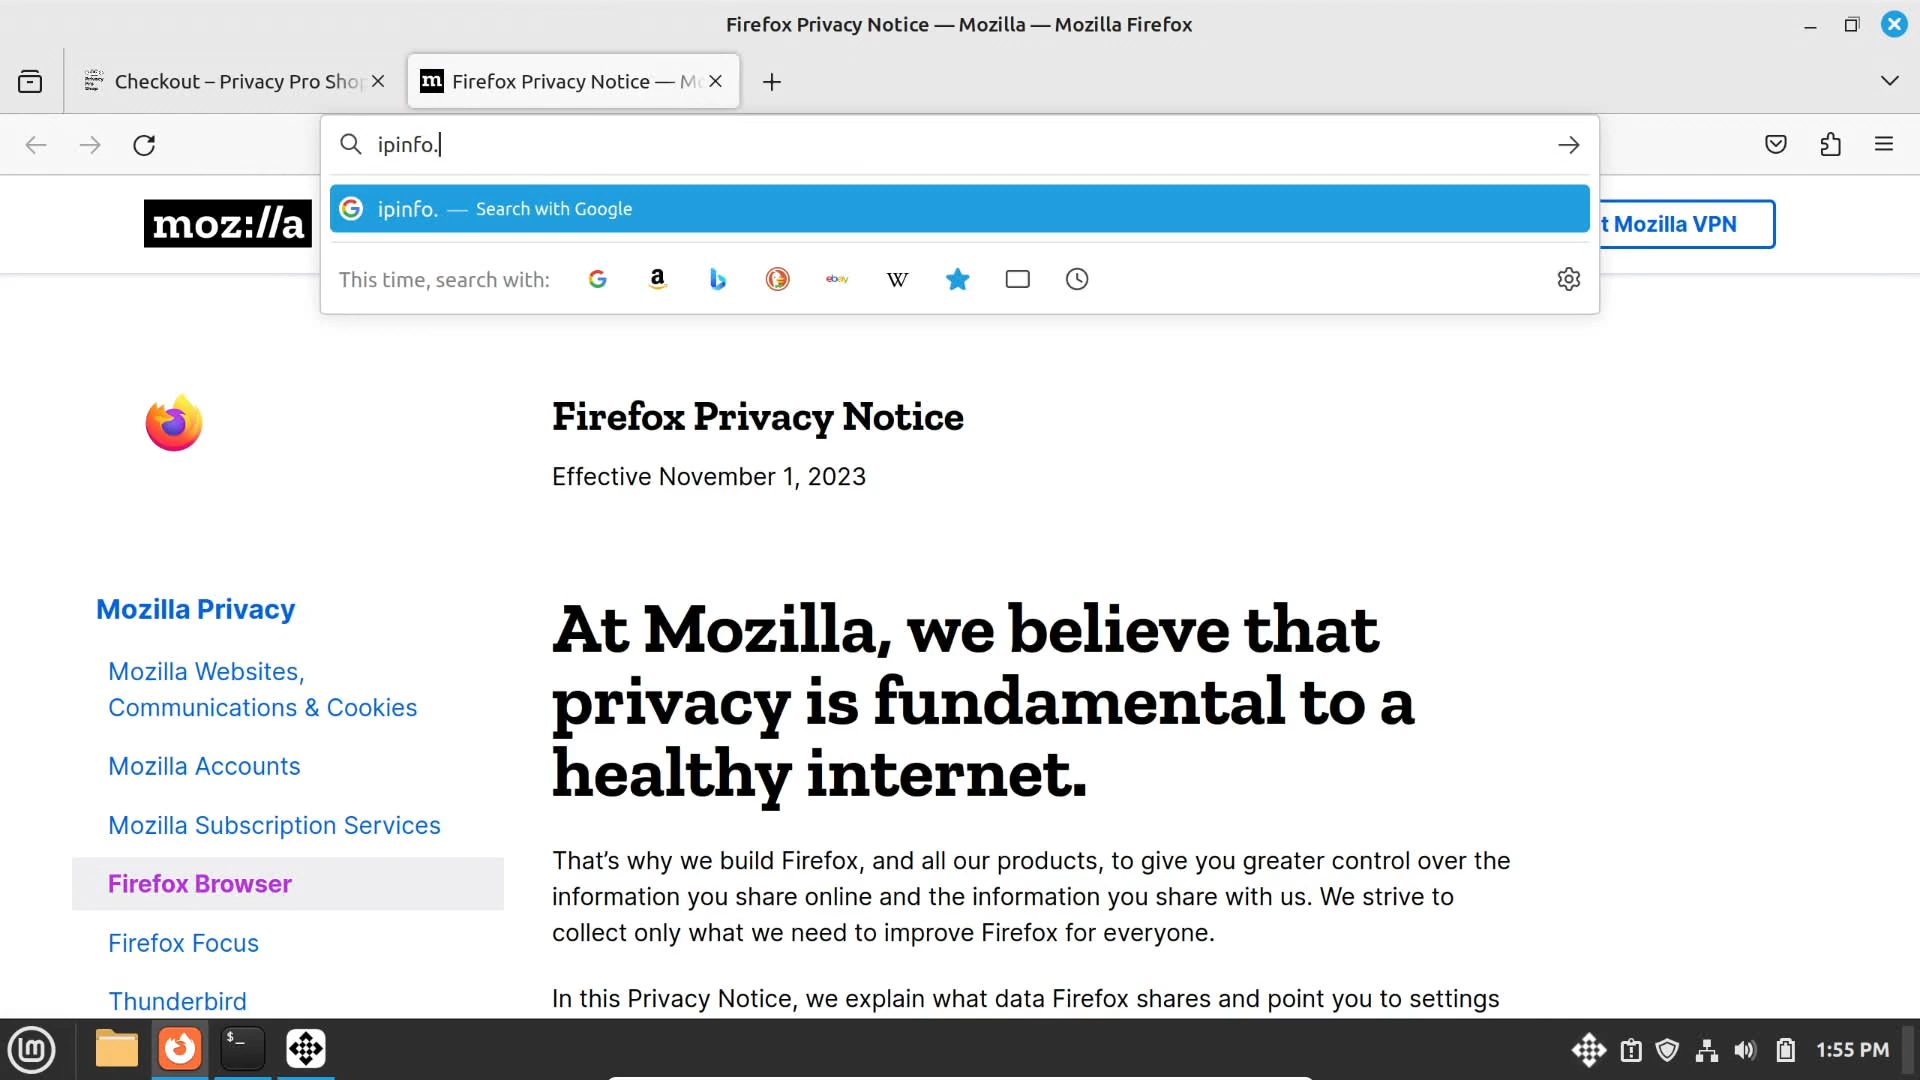 Firefox Privacy Notice — Mozilla — Mozilla Firefox
Checkout – Privacy Pro Shop
Firefox Privacy Notice — Mo
ipinfo.
ipinfo. — Search with Google
This time, search with:
a
ebay
W
moz://a
t Mozilla VPN
Firefox Privacy Notice
Effective November 1, 2023
At Mozilla, we believe that
privacy is fundamental to a
healthy internet.
Mozilla Privacy
Mozilla Websites,
Communications & Cookies
Mozilla Accounts
Mozilla Subscription Services
Firefox Browser
Firefox Focus
Thunderbird
That’s why we build Firefox, and all our products, to give you greater control over the
information you share online and the information you share with us. We strive to
collect only what we need to improve Firefox for everyone.
In this Privacy Notice, we explain what data Firefox shares and point you to settings
1:55 PM